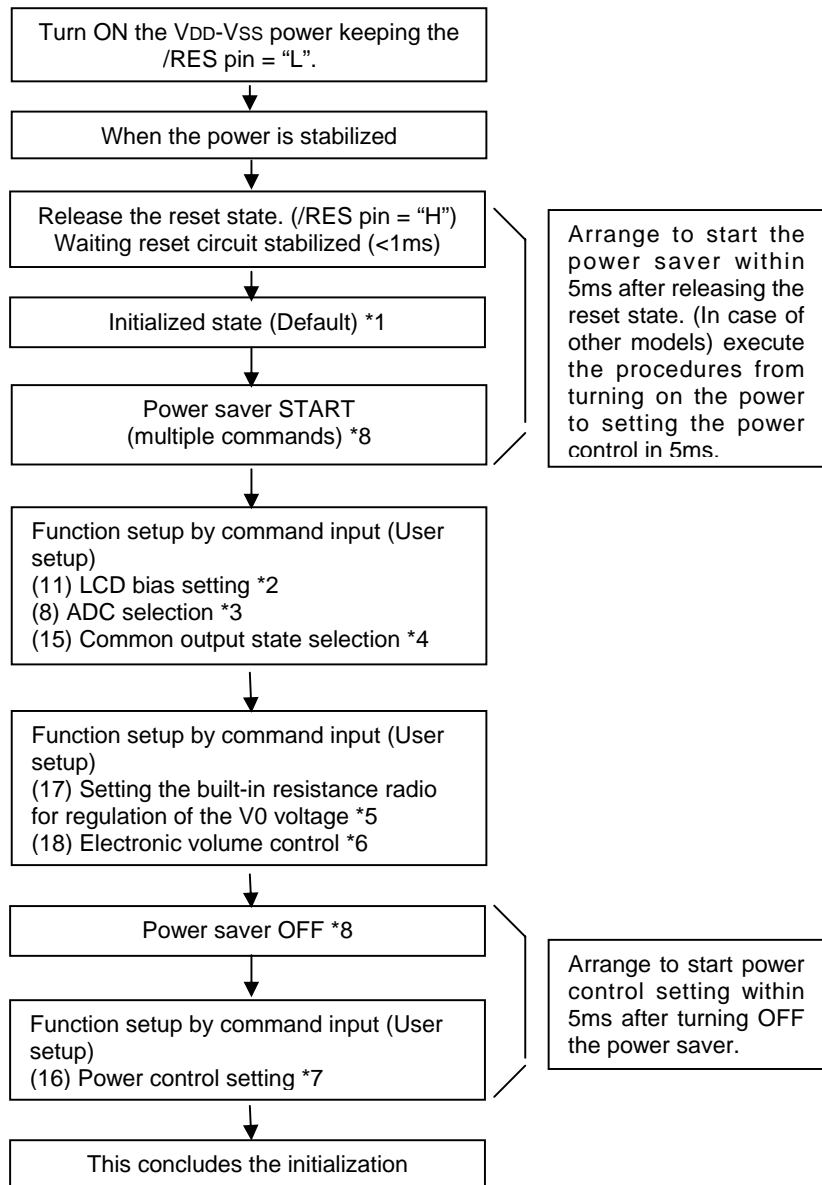 Turn ON the VDD-VSS power keeping the
/RES pin = “L”.
When the power is stabilized
Release the reset state. (/RES pin = “H”)
Waiting reset circuit stabilized (<1ms)
Initialized state (Default) *1
Power saver START
(multiple commands) *8
Arrange to start the
power saver within
5ms after releasing the
reset state. (In case of
other models) execute
the procedures from
turning on the power
to setting the power
control in 5ms.
Function setup by command input (User
setup)
(11) LCD bias setting *2
(8) ADC selection *3
(15) Common output state selection *4
Function setup by command input (User
setup)
(17) Setting the built-in resistance radio
for regulation of the V0 voltage *5
(18) Electronic volume control *6
Power saver OFF *8
Function setup by command input (User
setup)
(16) Power control setting *7
Arrange to start power
control setting within
5ms after turning OFF
the power saver.
This concludes the initialization